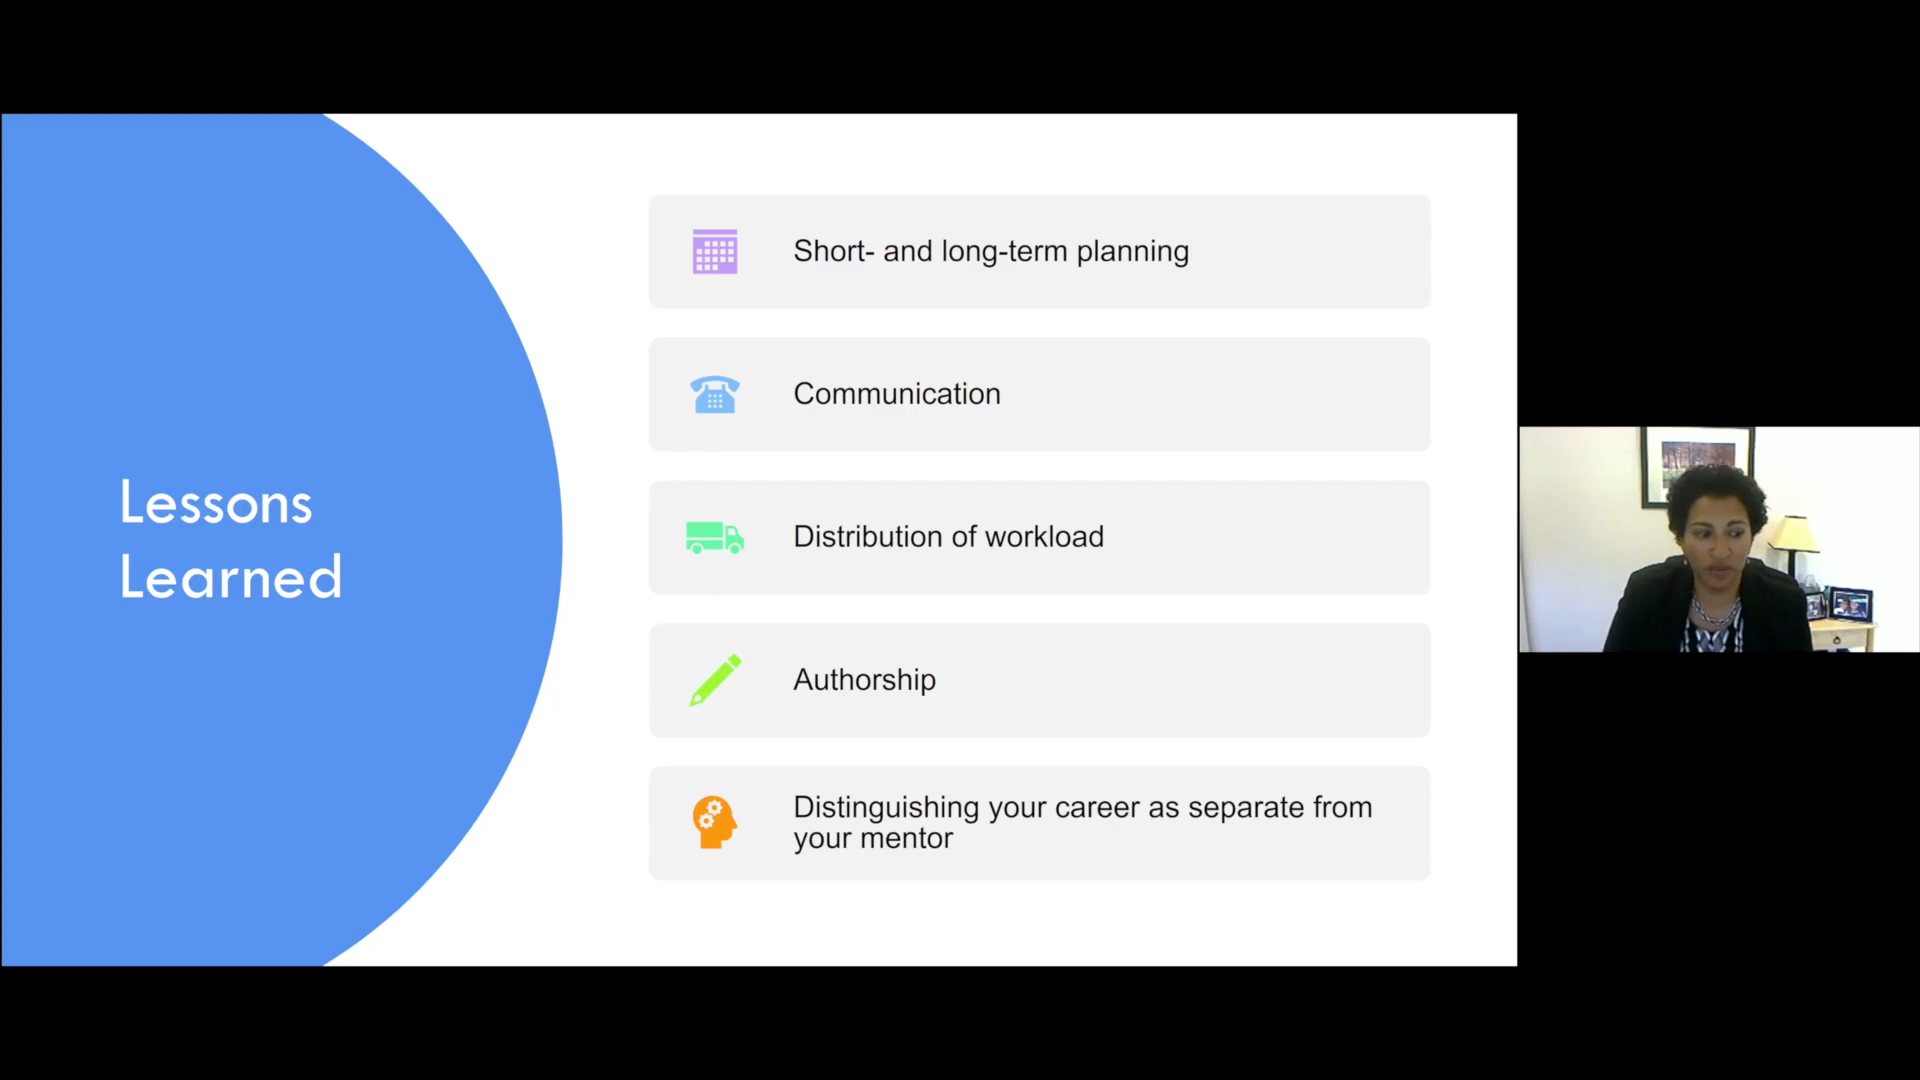 Lessons
Learned
Short- and long-term planning
Communication
Distribution of workload
Authorship
Distinguishing your career as separate from
your mentor